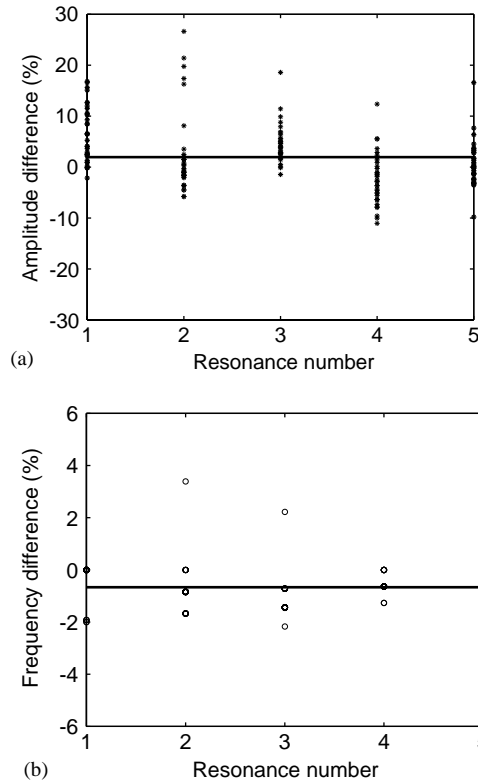 30
20
10
0
-10
-20
-30
Amplitude difference (%)
1 2 3 4 5
(a) Resonance number
6
4
2
0
-2
-4
-6
Frequency difference (%)
1 2 3 4
(b) Resonance number